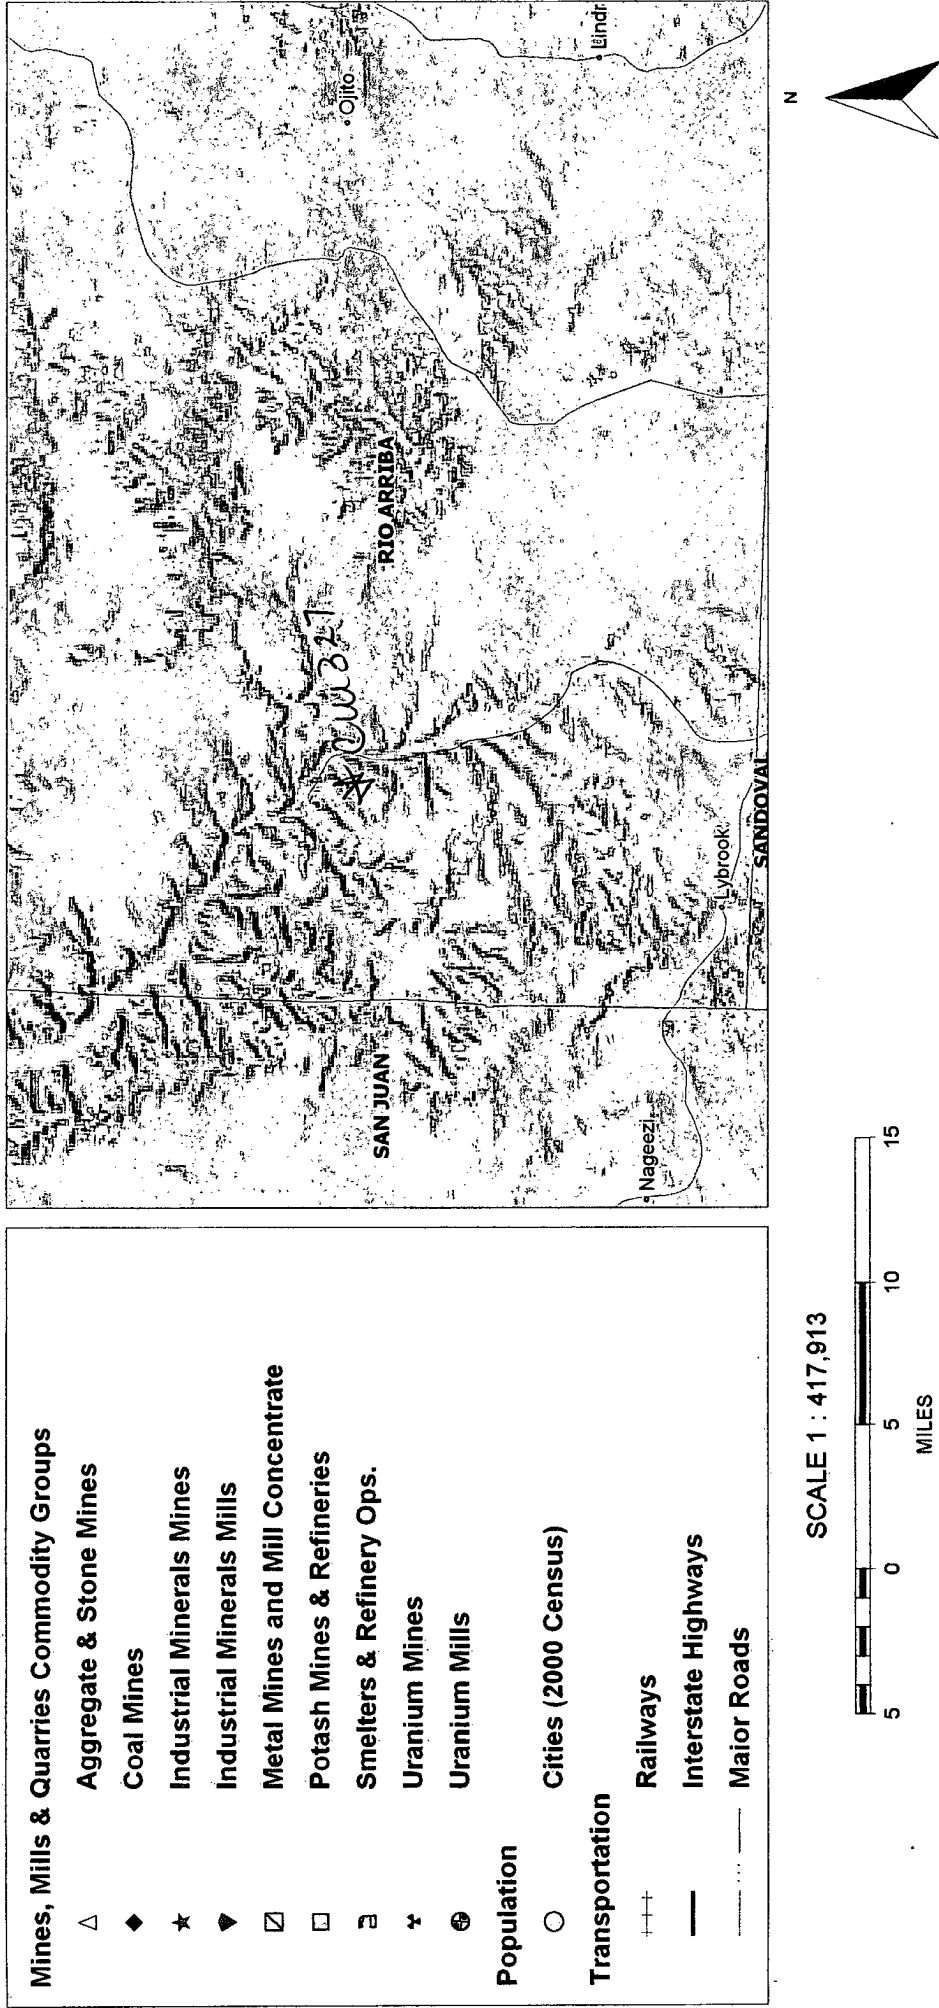 Mines, Mills & Quarries Commodity Groups
Aggregate & Stone Mines
Coal Mines
Industrial Minerals Mines
Industrial Minerals Mills
Metal Mines and Mill Concentrate
Potash Mines & Refineries
Smelters & Refinery Ops.
Uranium Mines
Uranium Mills
Population
Cities (2000 Census)
Transportation
Railways
Interstate Highways
Major Roads
Ojito
Lindr
RIO ARRIBA
CW 327
SAN JUAN
Nageezi
Lybrook
SANDOVAL
N
SCALE 1 : 417,913
5 0 5 10 15
MILES